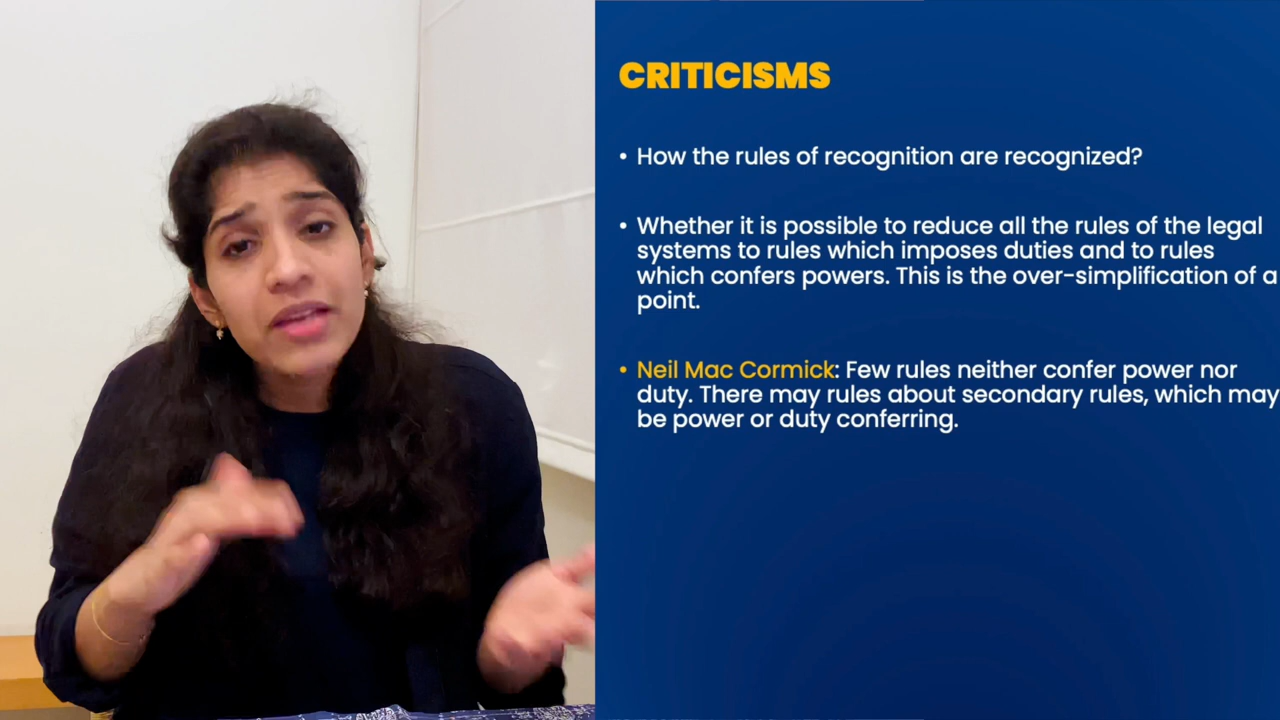 CRITICISMS
• How the rules of recognition are recognized?
• Whether it is possible to reduce all the rules of the legal
systems to rules which imposes duties and to rules
which confers powers. This is the over-simplification of a
point.
• Neil Mac Cormick: Few rules neither confer power nor
duty. There may rules about secondary rules, which may
be power or duty conferring.